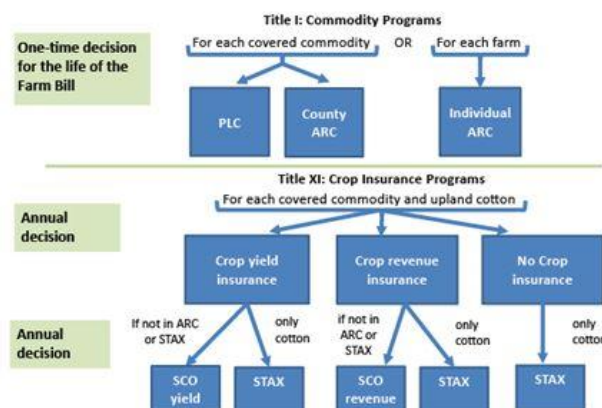 Title I: Commodity Programs
One-time decision
for the life of the
Farm Bill
For each covered commodity OR For each farm
PLC
County
ARC
Individual
ARC
Title XI: Crop Insurance Programs
For each covered commodity and upland cotton
Annual
decision
Crop yield
insurance
Crop revenue
insurance
No Crop
insurance
Annual
decision
If not in ARC
or STAX
only
cotton
if not in
ARC or
STAX
only
cotton
only
cotton
SCO
yield
STAX
SCO
revenue
STAX
STAX